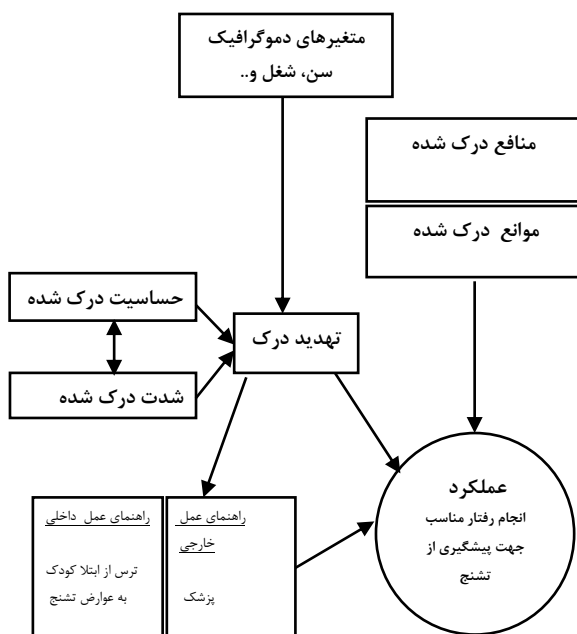 متغیرهای دموگرافیک
سن، شغل و..
منافع درک شده
موانع درک شده
حساسیت درک شده
تهدید درک
شدت درک شده
عملکرد
انجام رفتار مناسب
جهت پیشگیری از
تشنج
راهنمای عمل
خارجی
پزشک
راهنمای عمل داخلی
ترس از ابتلا کودک
به عوارض تشنج